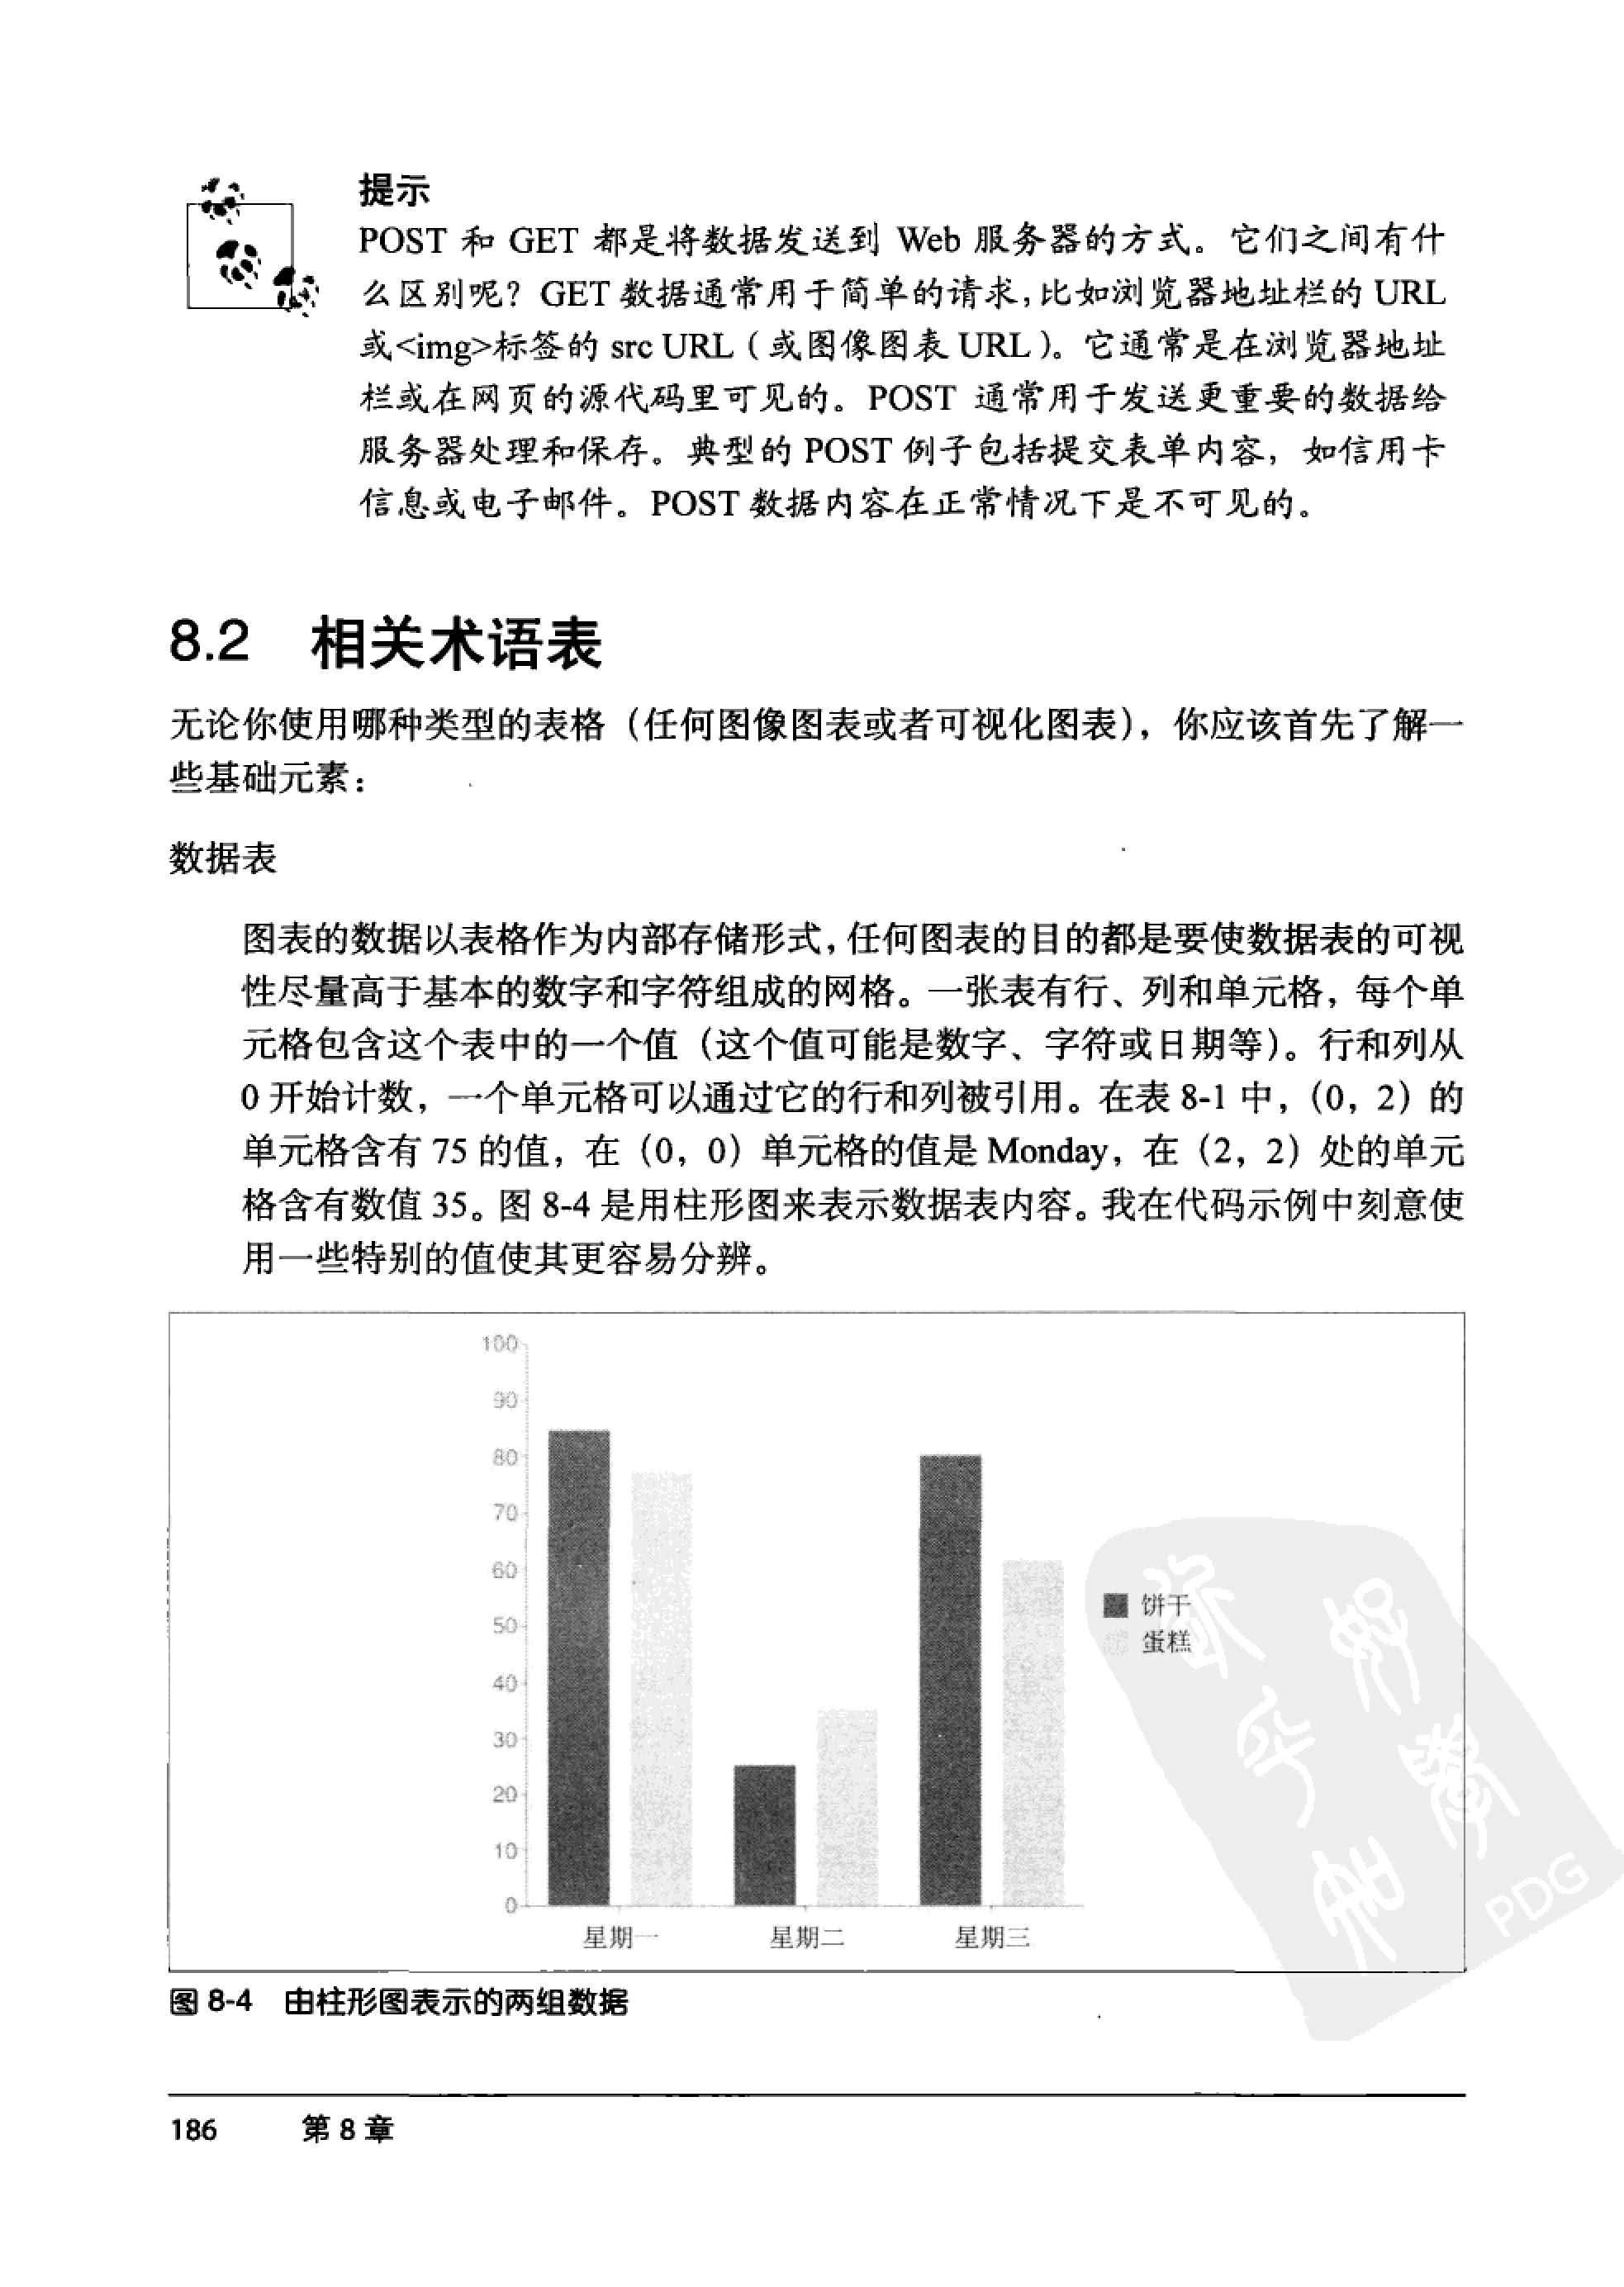 提示
POST 和 GET 都是将数据发送到 Web 服务器的方式。它们之间有什
么区别呢？GET 数据通常用于简单的请求，比如浏览器地址栏的 URL
或<img>标签的 src URL（或图像图表 URL）。它通常是在浏览器地址
栏或在网页的源代码里可见的。POST 通常用于发送更重要的数据给
服务器处理和保存。典型的 POST 例子包括提交表单内容，如信用卡
信息或电子邮件。POST 数据内容在正常情况下是不可见的。
8.2 相关术语表
无论你使用哪种类型的表格（任何图像图表或者可视化图表），你应该首先了解一
些基础元素：
数据表
图表的数据以表格作为内部存储形式，任何图表的目的都是要使数据表的可视
性尽量高于基本的数字和字符组成的网格。一张表有行、列和单元格，每个单
元格包含这个表中的一个值（这个值可能是数字、字符或日期等）。行和列从
0 开始计数，一个单元格可以通过它的行和列被引用。在表 8-1 中，（0，2）的
单元格含有 75 的值，在（0，0）单元格的值是 Monday，在（2，2）处的单元
格含有数值 35。图 8-4 是用柱形图来表示数据表内容。我在代码示例中刻意使
用一些特别的值使其更容易分辨。
100
90
80
70
60
50
40
30
20
10
0
星期一 星期二 星期三
饼干
蛋糕
PDG
图 8-4 由柱形图表示的两组数据
186 第 8 章